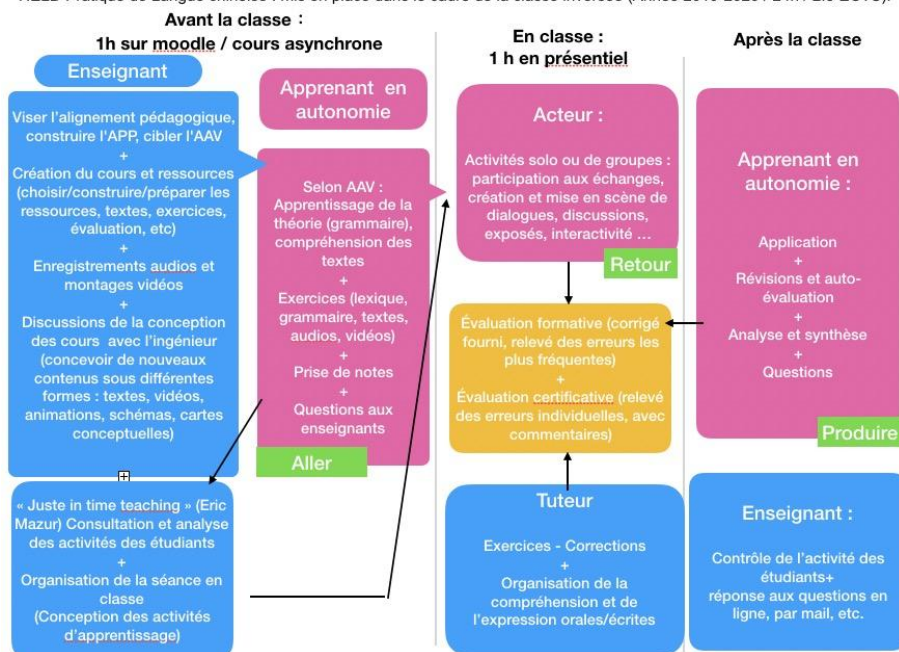 Avant la classe :
1h sur moodle / cours asynchrone
Enseignant
Viser l'alignement pédagogique,
construire l'APP, cibler l'AAV
+
Création du cours et ressources
(choisir/construire/préparer les
ressources, textes, exercices,
évaluation, etc)
+
Enregistrements audios et
montages vidéos
+
Discussions de la conception
des cours avec l'ingénieur
(concevoir de nouveaux
contenus sous différentes
formes : textes, vidéos,
animations, schémas, cartes
conceptuelles)
« Juste in time teaching » (Eric
Mazur) Consultation et analyse
des activités des étudiants
+
Organisation de la séance en
classe
(Conception des activités
d'apprentissage)
Apprenant en
autonomie
Selon AAV :
Apprentissage de la
théorie (grammaire),
compréhension des
textes
+
Exercices (lexique,
grammaire, textes,
audios, vidéos)
+
Prise de notes
+
Questions aux
enseignants
Aller
En classe :
1 h en présentiel
Acteur :
Activités solo ou de groupes :
participation aux échanges,
création et mise en scène de
dialogues, discussions,
exposés, interactivité ...
Retour
Évaluation formative (corrigé
fourni, relevé des erreurs les
plus fréquentes)
+
Évaluation certificative (relevé
des erreurs individuelles, avec
commentaires)
Tuteur
Exercices - Corrections
+
Organisation de la
compréhension et de
l'expression orales/écrites
Après la classe
Apprenant en
autonomie :
Application
+
Révisions et auto-
évaluation
+
Analyse et synthèse
+
Questions
Produire
Enseignant :
Contrôle de l'activité des
étudiants+
réponse aux questions en
ligne, par mail, etc.